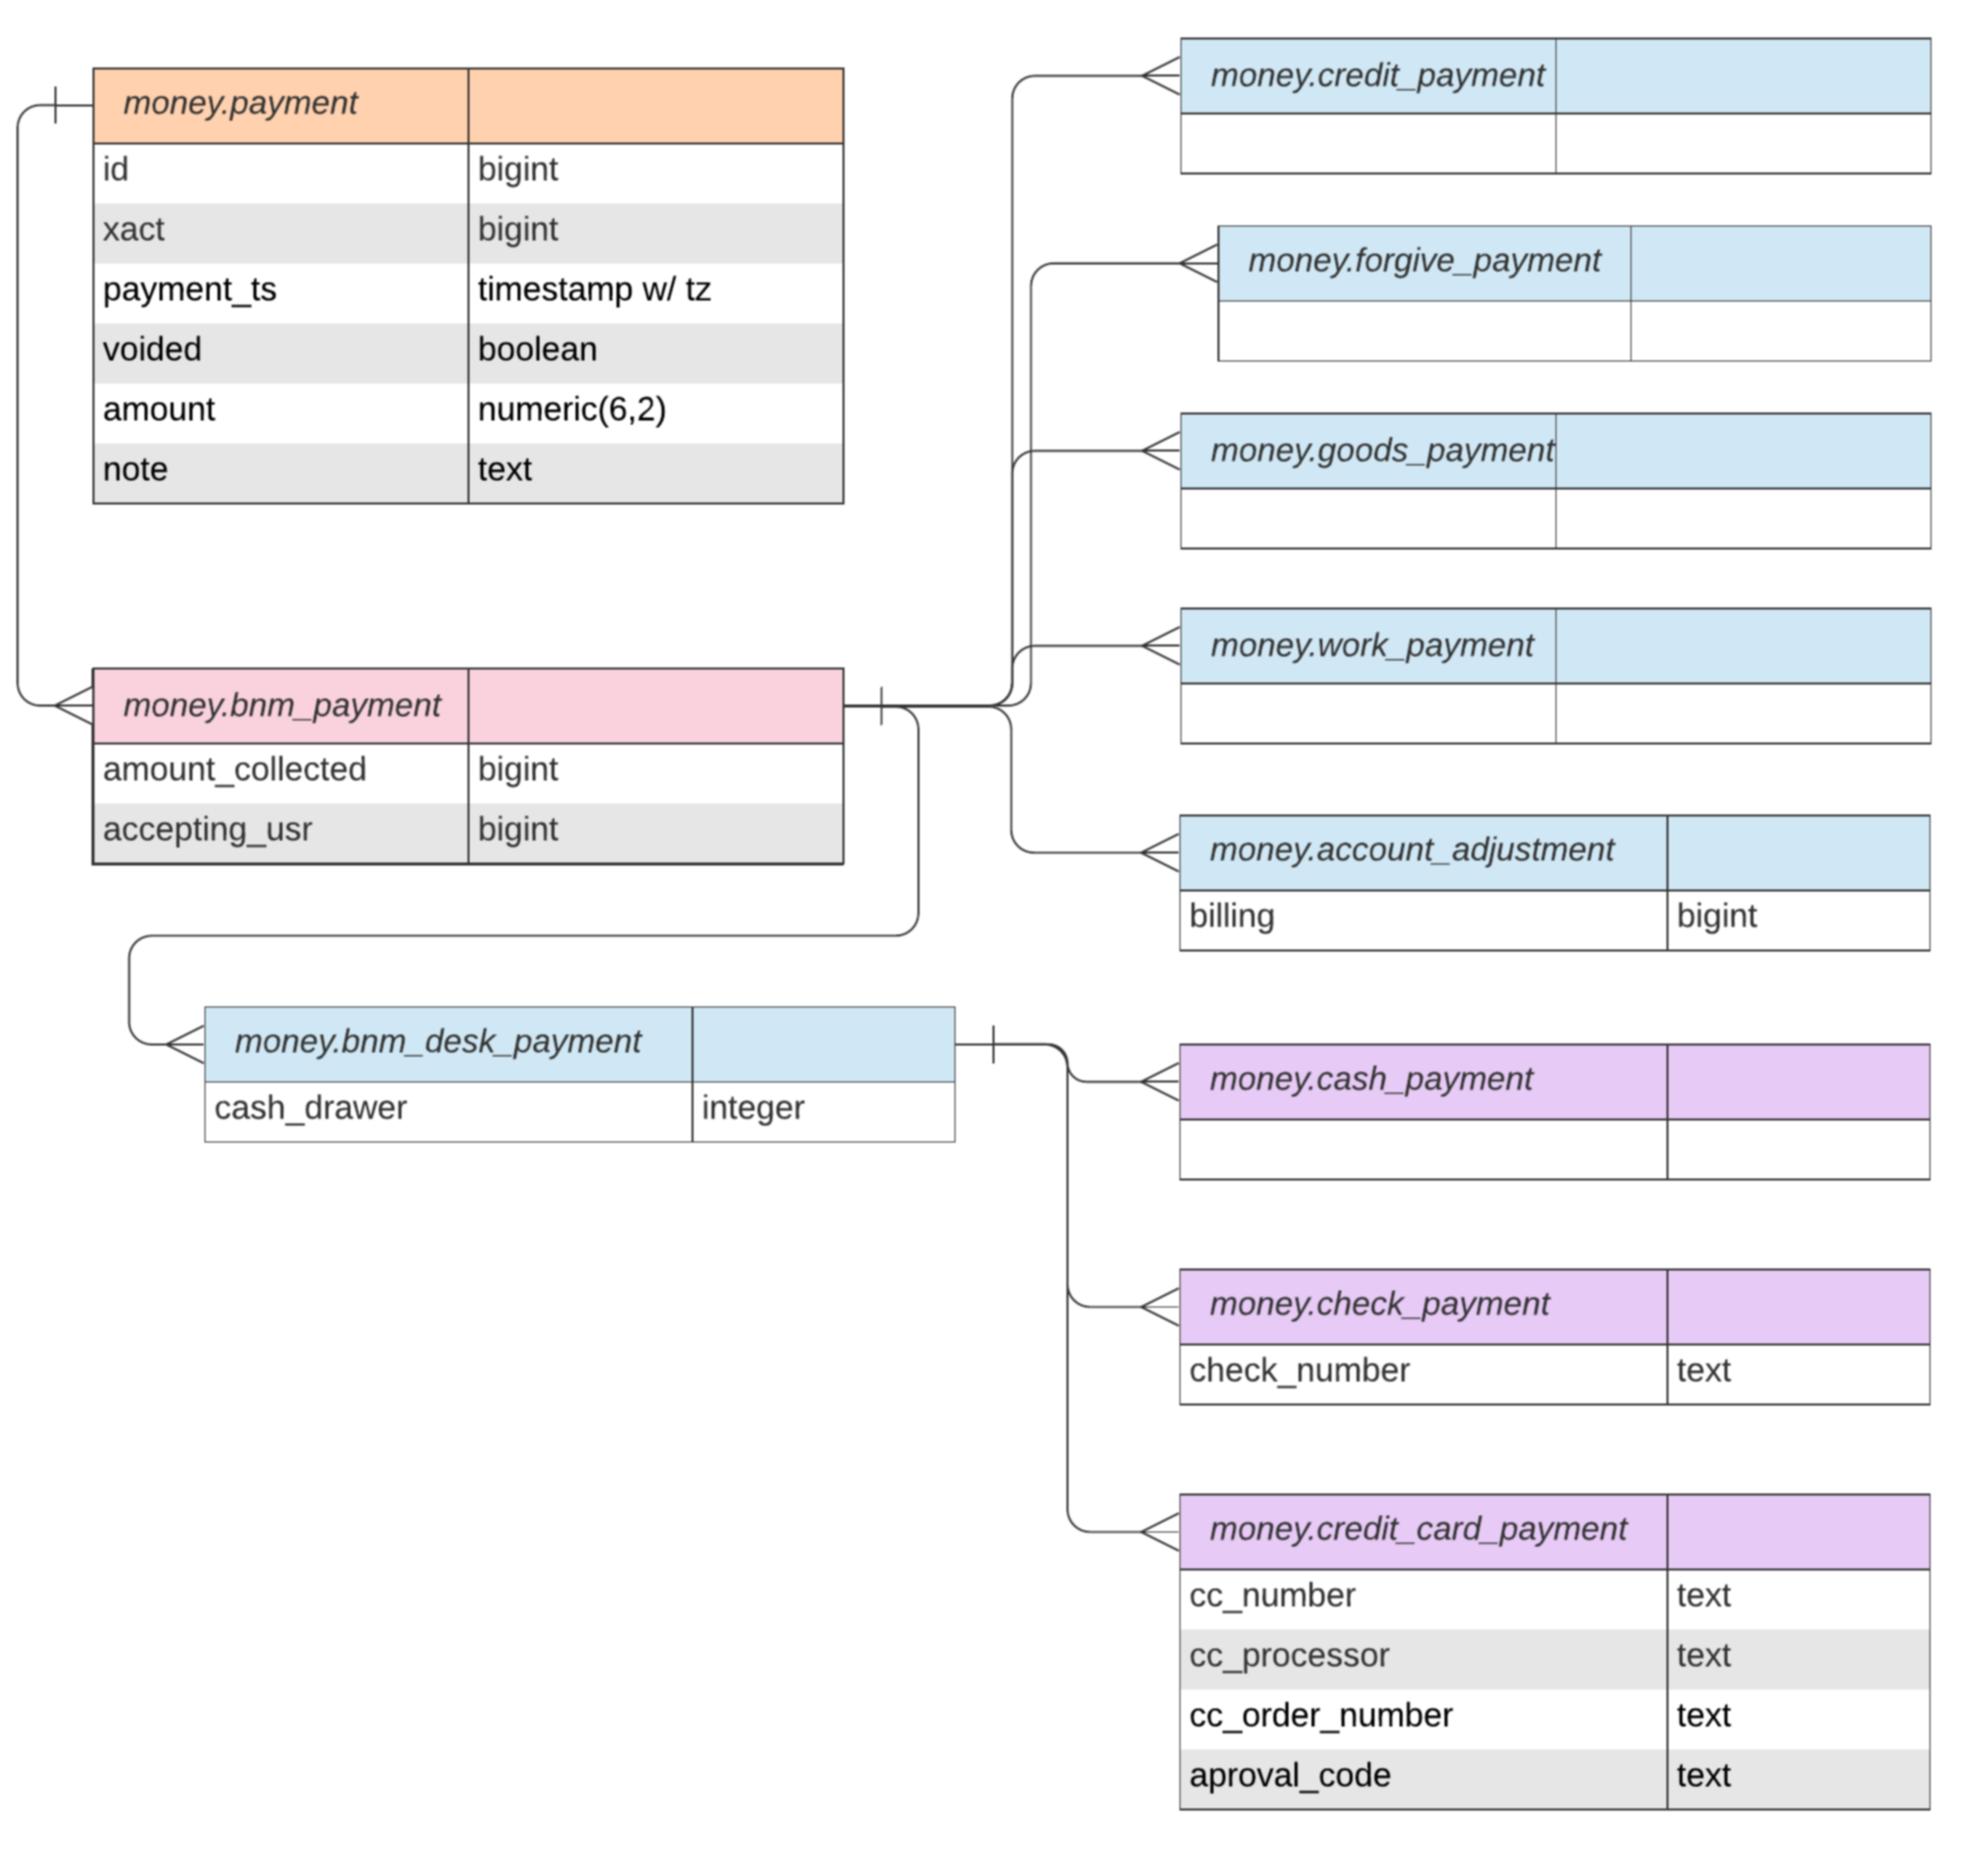 money.payment
id bigint
xact bigint
payment_ts timestamp w/ tz
voided boolean
amount numeric(6,2)
note text
money.bnm_payment
amount_collected bigint
accepting_usr bigint
money.bnm_desk_payment
cash_drawer integer
money.credit_payment
money.forgive_payment
money.goods_payment
money.work_payment
money.account_adjustment
billing bigint
money.cash_payment
money.check_payment
check_number text
money.credit_card_payment
cc_number text
cc_processor text
cc_order_number text
aproval_code text